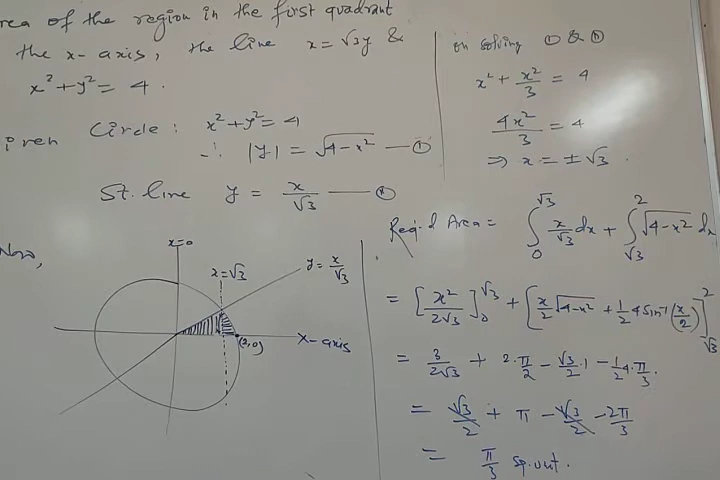 rea of the region in the first quadrant
the x-axis, the line x = √3y &
x² + y² = 4.
iven Circle: x² + y² = 4
∴ |y| = √(4-x²) — ①
St. line y = x/√3 — ②
Now,
x=0
x=√3
y = x/√3
(2,0)
X-axis
on solving ① & ②
x² + x²/3 = 4
4x²/3 = 4
⇒ x = ±√3.
Req.d Area = ∫₀^√3 x/√3 dx + ∫_√3^2 √(4-x²) dx
= [x²/2√3]₀^√3 + [x/2 √(4-x²) + 1/2 4 Sin⁻¹(x/2)]_√3^2
= 3/2√3 + 2·π/2 - √3/2·1 - 1/2 4·π/3.
= √3/2 + π - √3/2 - 2π/3
= π/3 sq.unt.